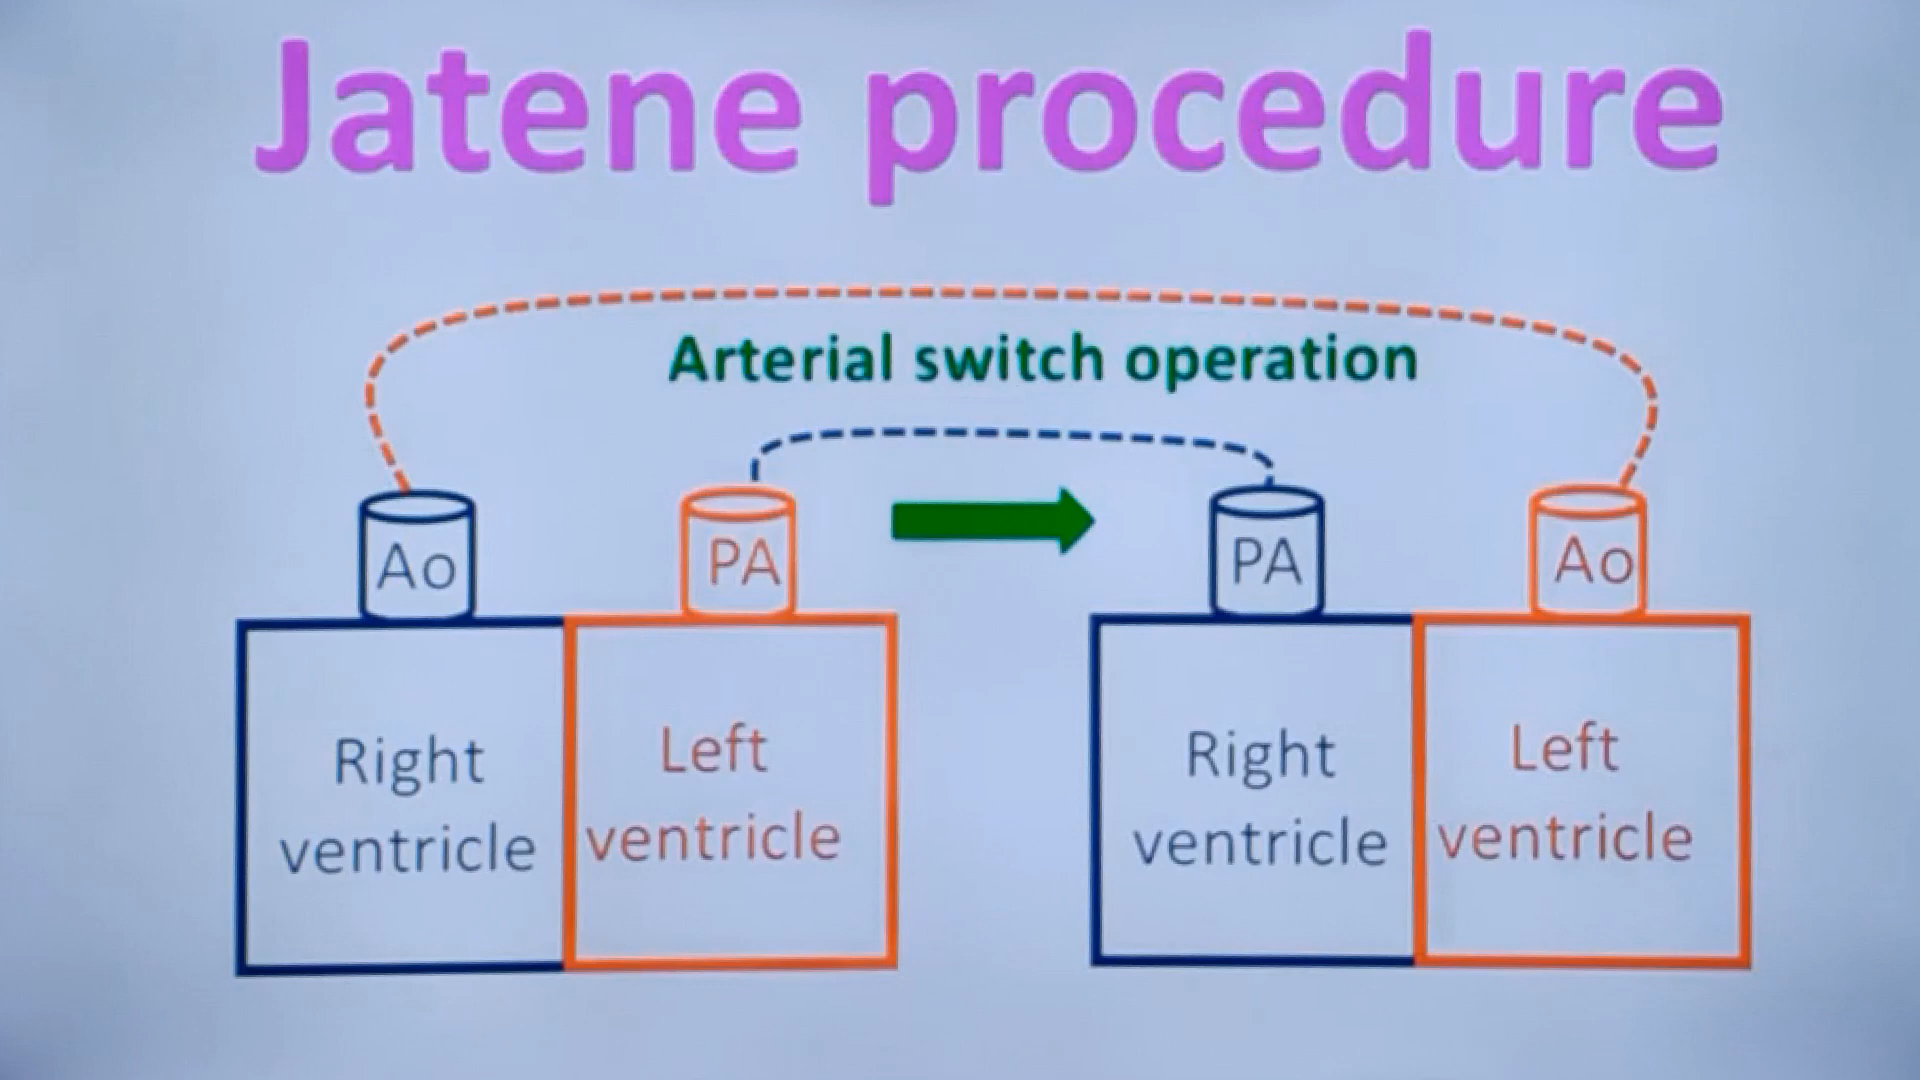 Jatene procedure
Arterial switch operation
Ao
PA
PA
Ao
Right
ventricle
Left
ventricle
Right
ventricle
Left
ventricle